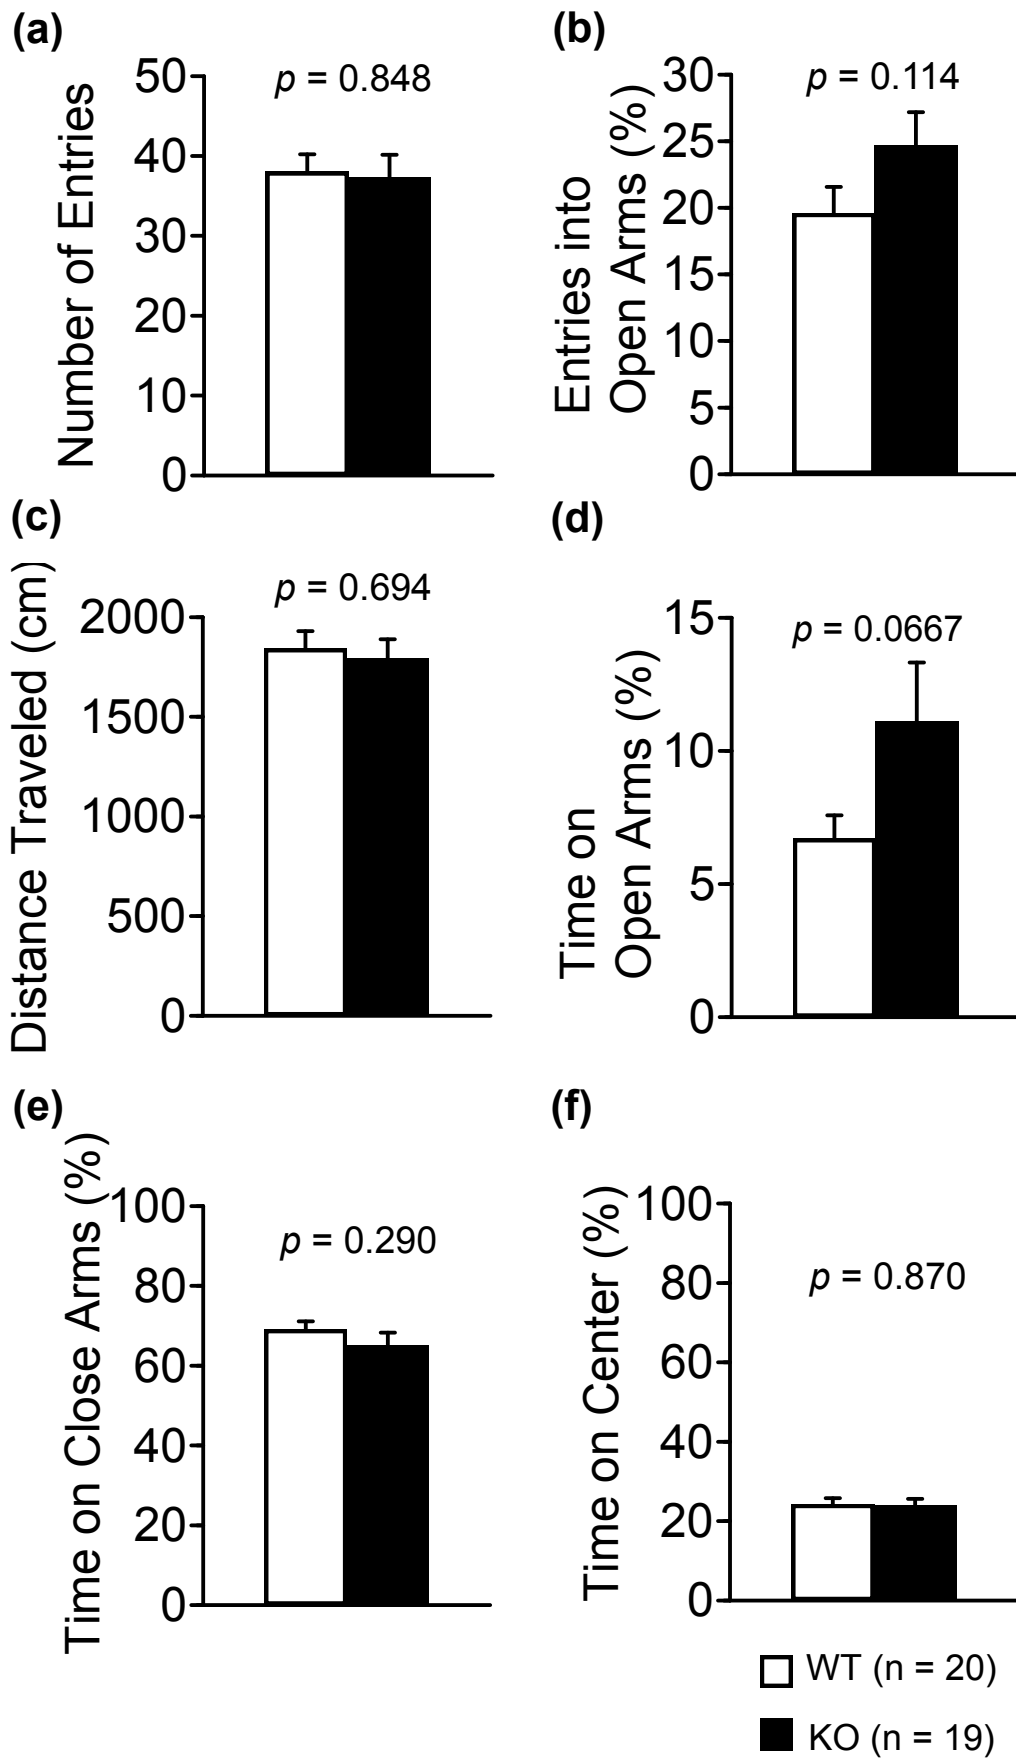 (a)
Number of Entries
50
40
30
20
10
0
p = 0.848
(b)
Entries into
Open Arms (%)
30
25
20
15
10
5
0
p = 0.114
(c)
Distance Traveled (cm)
2000
1500
1000
500
0
p = 0.694
(d)
Time on
Open Arms (%)
15
10
5
0
p = 0.0667
(e)
Time on Close Arms (%)
100
80
60
40
20
0
p = 0.290
(f)
Time on Center (%)
100
80
60
40
20
0
p = 0.870
WT (n = 20)
KO (n = 19)